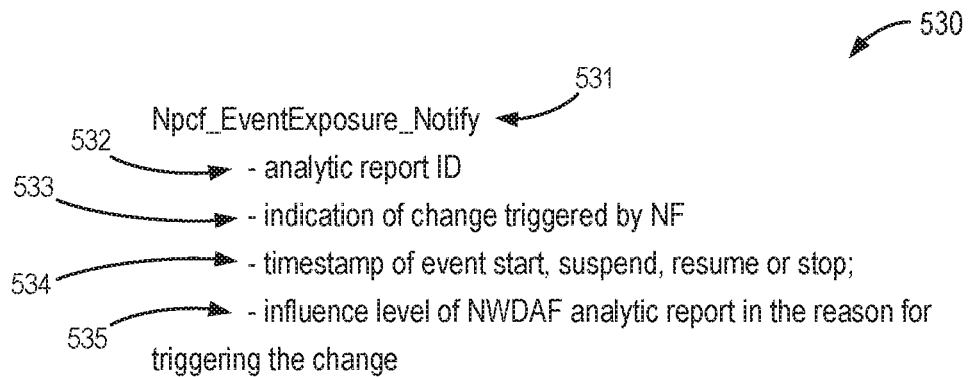 530
531
Npcf_EventExposure_Notify
532
- analytic report ID
533
- indication of change triggered by NF
534
- timestamp of event start, suspend, resume or stop;
535
- influence level of NWDAF analytic report in the reason for
triggering the change